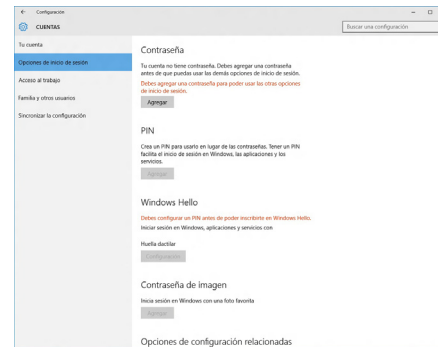 Configuración
CUENTAS
Buscar una configuración
Tu cuenta
Opciones de inicio de sesión
Acceso al trabajo
Familia y otros usuarios
Sincronizar la configuración
Contraseña
Tu cuenta no tiene contraseña. Debes agregar una contraseña
antes de que puedas usar las demás opciones de inicio de sesión.
Debes agregar una contraseña para poder usar las otras opciones
de inicio de sesión.
Agregar
PIN
Crea un PIN para usarlo en lugar de las contraseñas. Tener un PIN
facilita el inicio de sesión en Windows, las aplicaciones y los
servicios.
Agregar
Windows Hello
Debes configurar un PIN antes de poder inscribirte en Windows Hello.
Iniciar sesión en Windows, aplicaciones y servicios con
Huella dactilar
Configuración
Contraseña de imagen
Inicia sesión en Windows con una foto favorita
Agregar
Opciones de configuración relacionadas